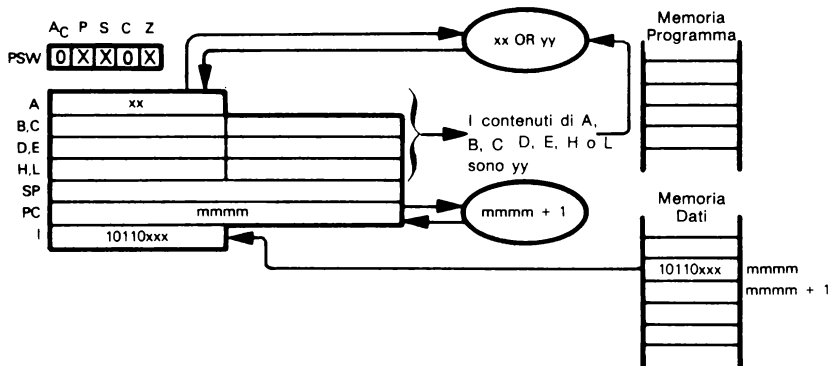 A_C P S C Z
PSW 0 X X 0 X
xx OR yy
Memoria
Programma
A xx
B,C
D,E
H,L
SP
PC mmmm
I 10110xxx
I contenuti di A,
B, C D, E, H o L
sono yy
mmmm + 1
Memoria
Dati
10110xxx mmmm
mmmm + 1